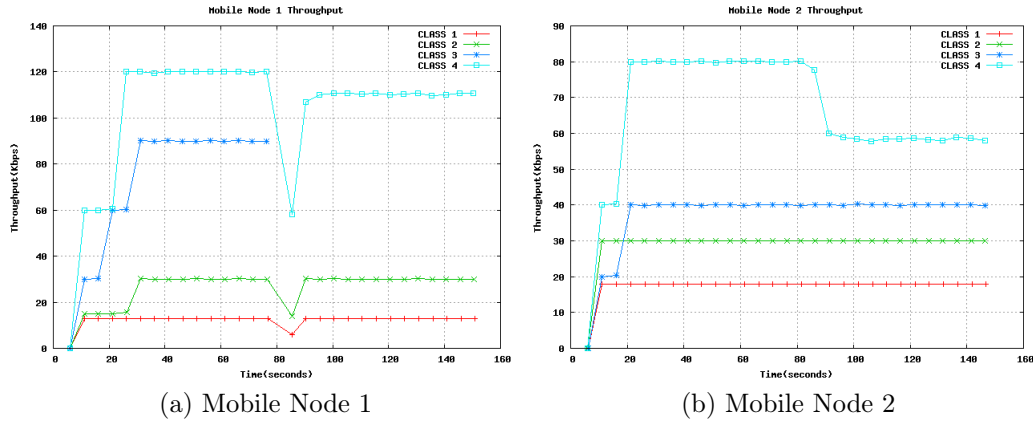 Mobile Node 1 Throughput
140
120
100
80
60
40
20
0
0 20 40 60 80 100 120 140 160
Throughput(Kbps)
Time(seconds)
CLASS 1
CLASS 2
CLASS 3
CLASS 4
(a) Mobile Node 1
Mobile Node 2 Throughput
90
80
70
60
50
40
30
20
10
0
0 20 40 60 80 100 120 140 160
Throughput(Kbps)
Time(seconds)
CLASS 1
CLASS 2
CLASS 3
CLASS 4
(b) Mobile Node 2